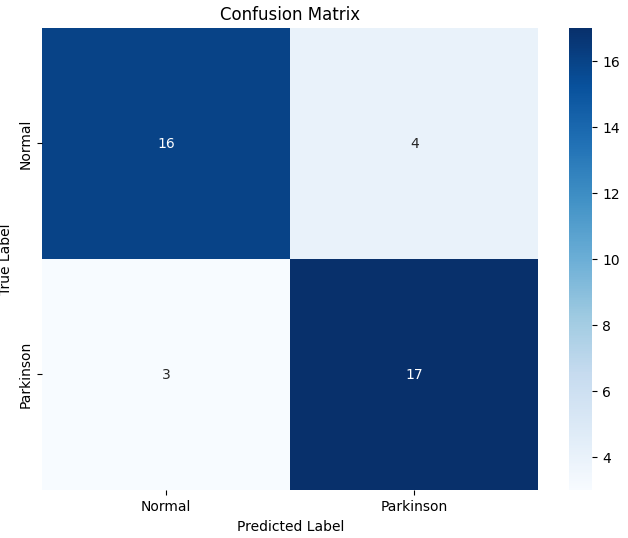 Confusion Matrix
True Label
Normal
16
4
Parkinson
3
17
Normal
Parkinson
Predicted Label
16
14
12
10
8
6
4